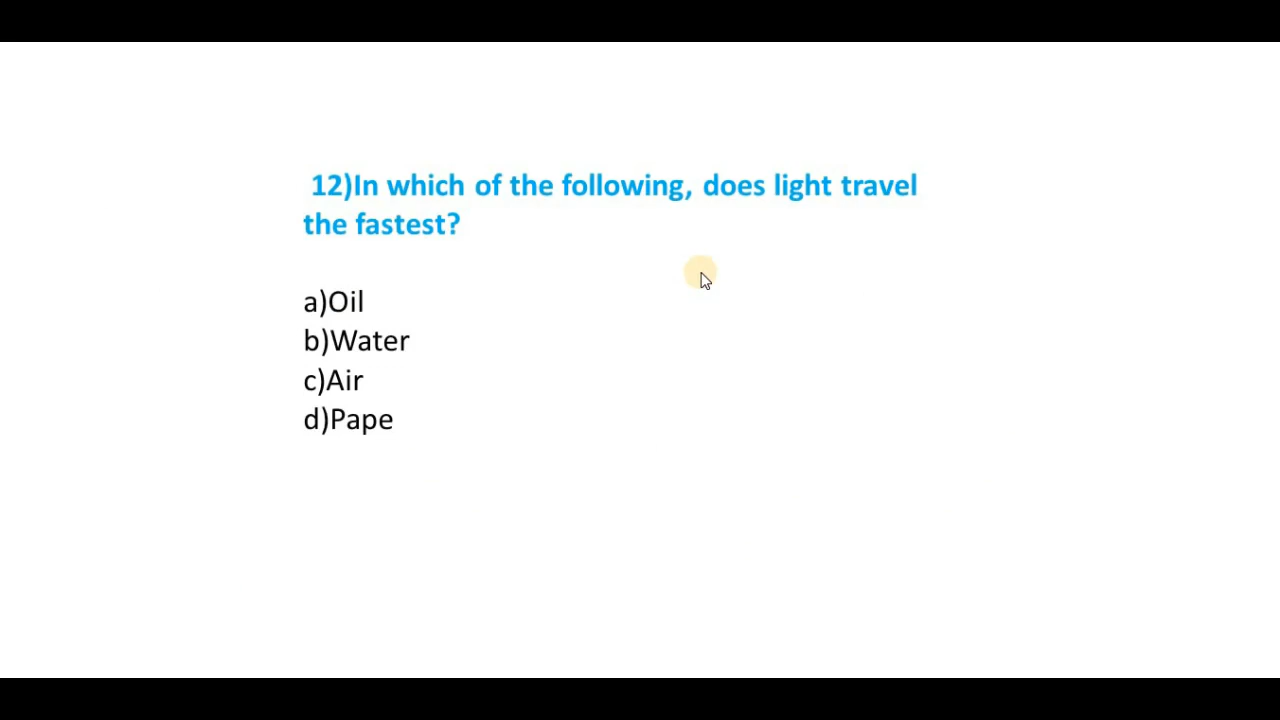 12)In which of the following, does light travel
the fastest?
a)Oil
b)Water
c)Air
d)Pape